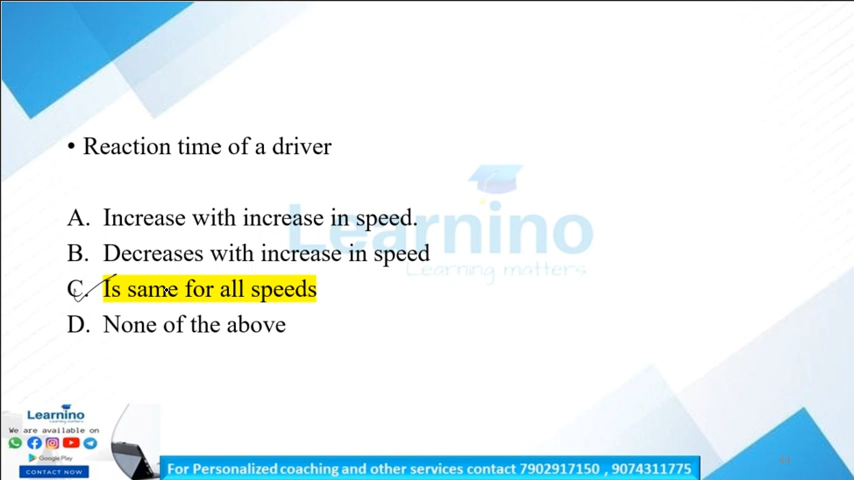 • Reaction time of a driver
A. Increase with increase in speed.
B. Decreases with increase in speed
C. Is same for all speeds
D. None of the above
Learnino
Learning matters
Learnino
Learning matters
We are available on
Google Play
CONTACT NOW
For Personalized coaching and other services contact 7902917150 , 9074311775